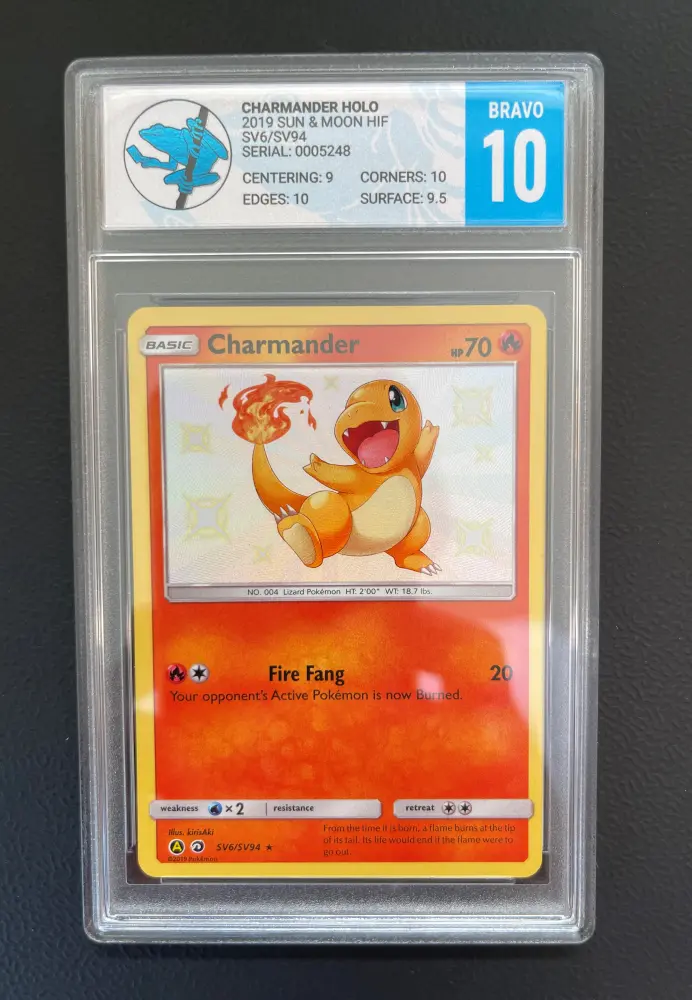 CHARMANDER HOLO
2019 SUN & MOON HIF
SV6/SV94
SERIAL: 0005248
CENTERING: 9 CORNERS: 10
EDGES: 10 SURFACE: 9.5
BRAVO
10
BASIC Charmander HP70
NO. 004 Lizard Pokémon HT: 2'00" WT: 18.7 lbs.
Fire Fang 20
Your opponent's Active Pokémon is now Burned.
weakness ×2 resistance retreat
Illus. kirisAki
A SV6/SV94 ★
©2019 Pokémon
From the time it is born, a flame burns at the tip
of its tail. Its life would end if the flame were to
go out.